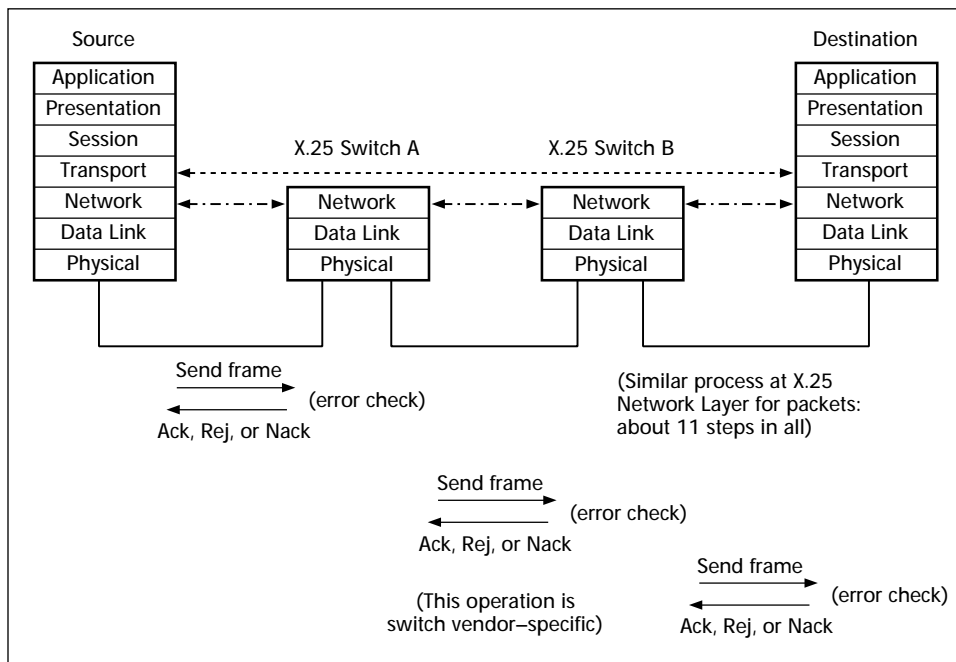 Source
Destination
Application
Presentation
Session
Transport
Network
Data Link
Physical
X.25 Switch A
X.25 Switch B
Network
Data Link
Physical
Network
Data Link
Physical
Application
Presentation
Session
Transport
Network
Data Link
Physical
Send frame
(error check)
Ack, Rej, or Nack
(Similar process at X.25
Network Layer for packets:
about 11 steps in all)
Send frame
(error check)
Ack, Rej, or Nack
(This operation is
switch vendor–specific)
Send frame
(error check)
Ack, Rej, or Nack